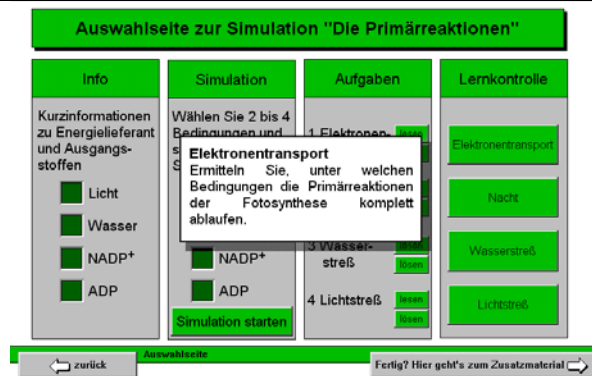 Auswahlseite zur Simulation "Die Primärreaktionen"
Info
Kurzinformationen
zu Energielieferant
und Ausgangs-
stoffen
Licht
Wasser
NADP+
ADP
Simulation
Wählen Sie 2 bis 4
Bedingungen und
NADP+
ADP
Simulation starten
Aufgaben
1 Elektronen-
lesen
3 Wasser-
streß
lösen
4 Lichtstreß
lesen
lösen
Elektronentransport
Ermitteln Sie, unter welchen
Bedingungen die Primärreaktionen
der Fotosynthese komplett
ablaufen.
Lernkontrolle
Elektronentransport
Nacht
Wasserstreß
Lichtstreß
zurück
Auswahlseite
Fertig? Hier geht's zum Zusatzmaterial